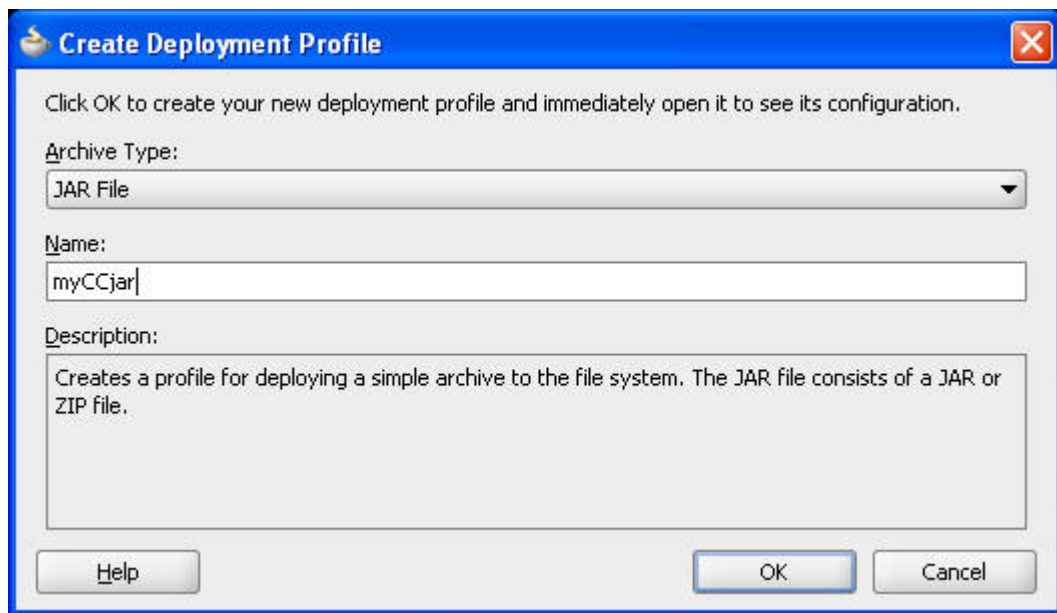 Create Deployment Profile
Click OK to create your new deployment profile and immediately open it to see its configuration.
Archive Type:
JAR File
Name:
myCCjar
Description:
Creates a profile for deploying a simple archive to the file system. The JAR file consists of a JAR or
ZIP file.
Help OK Cancel